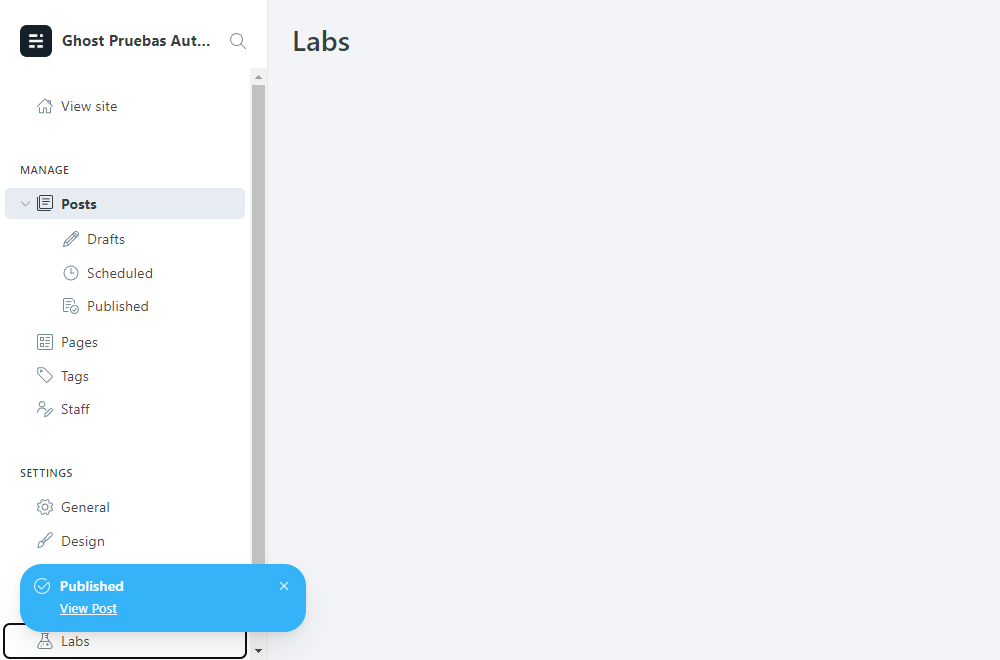 Ghost Pruebas Aut...
Labs
View site
MANAGE
Posts
Drafts
Scheduled
Published
Pages
Tags
Staff
SETTINGS
General
Design
Published
View Post
Labs